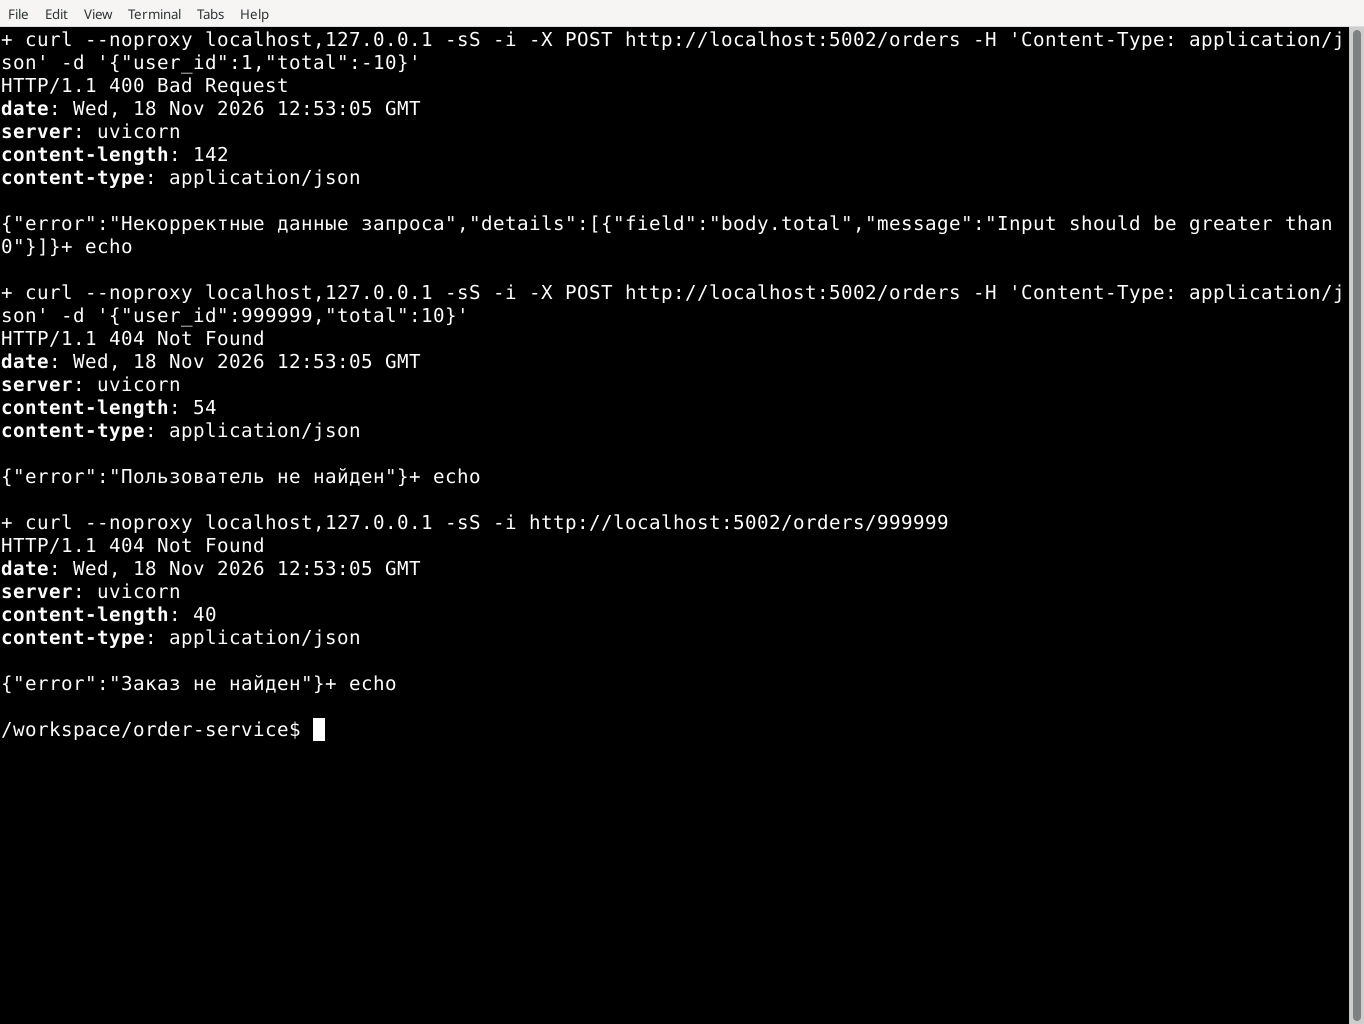 File Edit View Terminal Tabs Help
+ curl --noproxy localhost,127.0.0.1 -sS -i -X POST http://localhost:5002/orders -H 'Content-Type: application/j
son' -d '{"user_id":1,"total":-10}'
HTTP/1.1 400 Bad Request
date: Wed, 18 Nov 2026 12:53:05 GMT
server: uvicorn
content-length: 142
content-type: application/json
{"error":"Некорректные данные запроса","details":[{"field":"body.total","message":"Input should be greater than
0"}]}+ echo
+ curl --noproxy localhost,127.0.0.1 -sS -i -X POST http://localhost:5002/orders -H 'Content-Type: application/j
son' -d '{"user_id":999999,"total":10}'
HTTP/1.1 404 Not Found
date: Wed, 18 Nov 2026 12:53:05 GMT
server: uvicorn
content-length: 54
content-type: application/json
{"error":"Пользователь не найден"}+ echo
+ curl --noproxy localhost,127.0.0.1 -sS -i http://localhost:5002/orders/999999
HTTP/1.1 404 Not Found
date: Wed, 18 Nov 2026 12:53:05 GMT
server: uvicorn
content-length: 40
content-type: application/json
{"error":"Заказ не найден"}+ echo
/workspace/order-service$